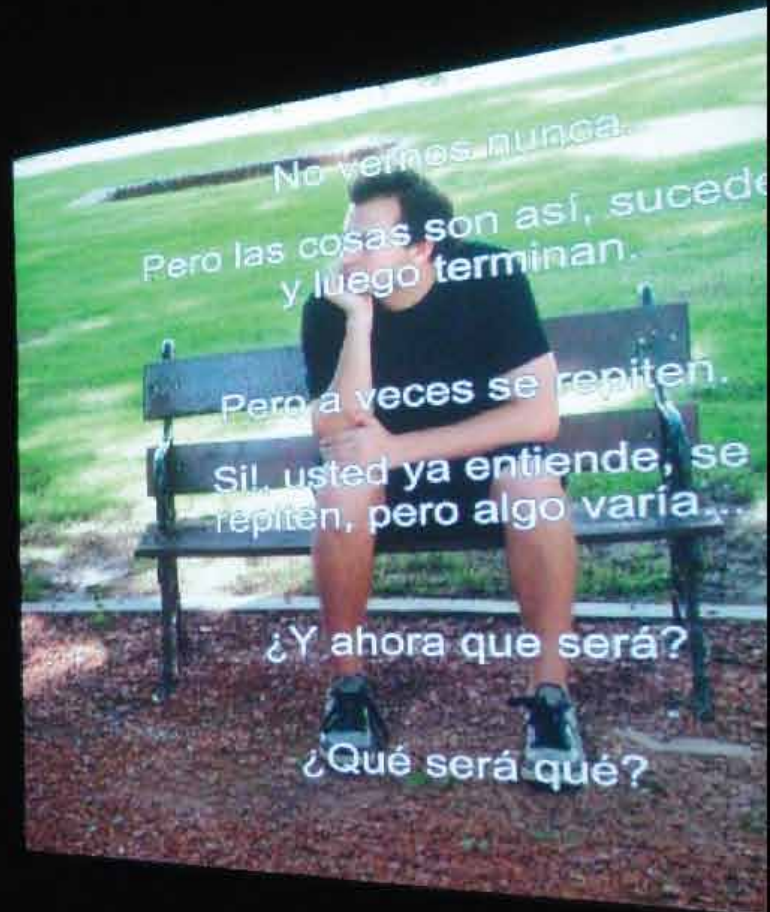 No vernos nunca.
Pero las cosas son así, sucede
y luego terminan.
Pero a veces se repiten.
Si!, usted ya entiende, se
repiten, pero algo varía...
¿Y ahora que será?
¿Qué será qué?